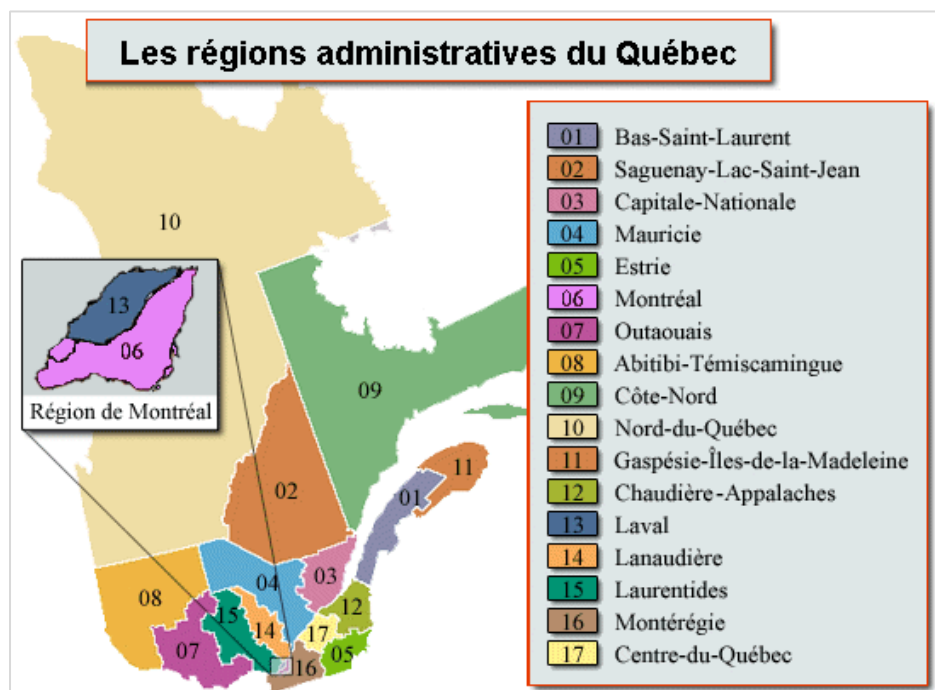 Les régions administratives du Québec
01 Bas-Saint-Laurent
02 Saguenay-Lac-Saint-Jean
03 Capitale-Nationale
04 Mauricie
05 Estrie
06 Montréal
07 Outaouais
08 Abitibi-Témiscamingue
09 Côte-Nord
10 Nord-du-Québec
11 Gaspésie-Îles-de-la-Madeleine
12 Chaudière-Appalaches
13 Laval
14 Lanaudière
15 Laurentides
16 Montérégie
17 Centre-du-Québec
10
13
06
Région de Montréal
09
02
11
01
08
04
03
15
14
12
17
07
16
05